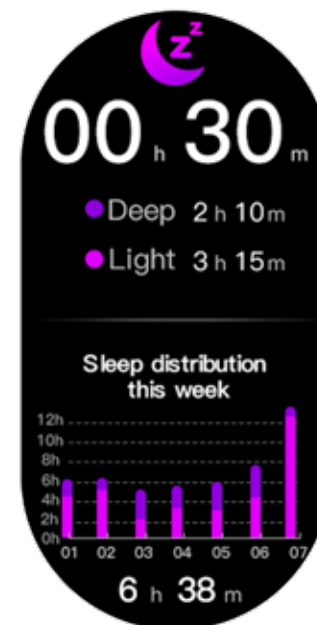 z z
00 h 30 m
Deep 2 h 10 m
Light 3 h 15 m
Sleep distribution
this week
12h
10h
8h
6h
4h
2h
0h
01 02 03 04 05 06 07
6 h 38 m